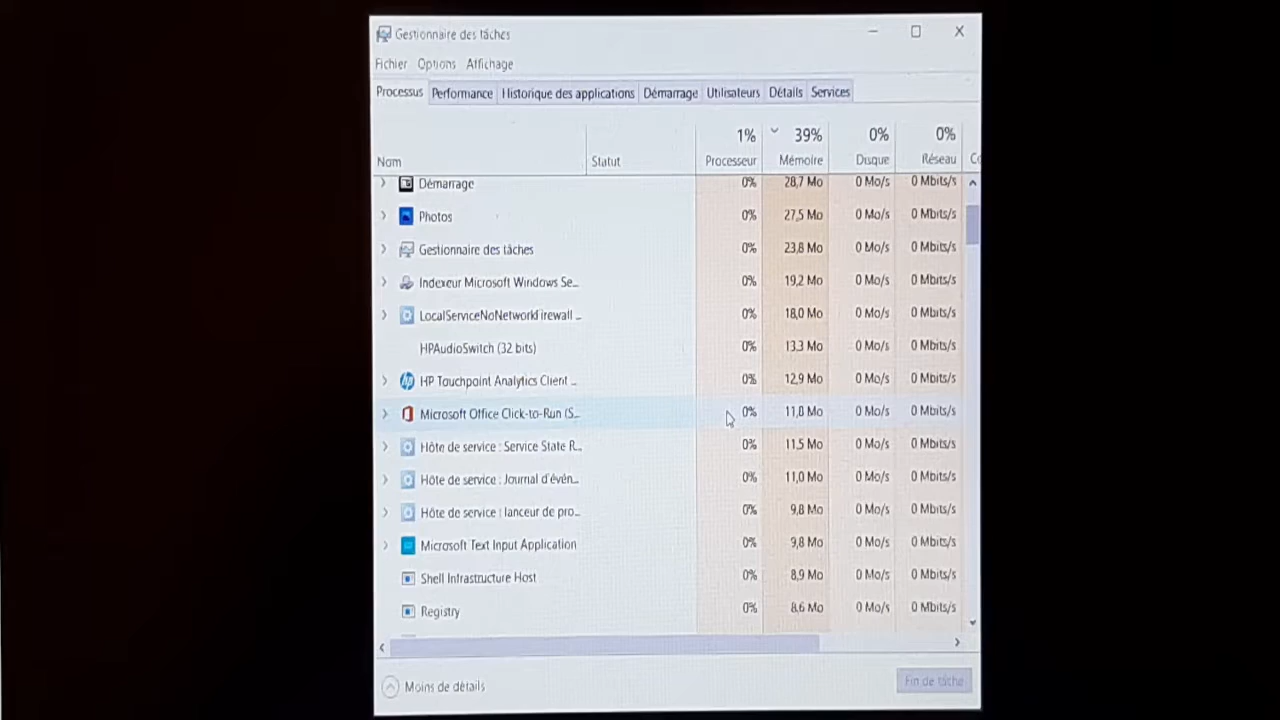 Gestionnaire des tâches
Fichier Options Affichage
Processus Performance Historique des applications Démarrage Utilisateurs Détails Services
1% 39% 0% 0%
Nom Statut Processeur Mémoire Disque Réseau Co
Démarrage 0% 28,7 Mo 0 Mo/s 0 Mbits/s
Photos 0% 27,5 Mo 0 Mo/s 0 Mbits/s
Gestionnaire des tâches 0% 23,8 Mo 0 Mo/s 0 Mbits/s
Indexeur Microsoft Windows Se... 0% 19,2 Mo 0 Mo/s 0 Mbits/s
LocalServiceNoNetworkFirewall ... 0% 18,0 Mo 0 Mo/s 0 Mbits/s
HPAudioSwitch (32 bits) 0% 13,3 Mo 0 Mo/s 0 Mbits/s
HP Touchpoint Analytics Client ... 0% 12,9 Mo 0 Mo/s 0 Mbits/s
Microsoft Office Click-to-Run (S... 0% 11,8 Mo 0 Mo/s 0 Mbits/s
Hôte de service : Service State R... 0% 11,5 Mo 0 Mo/s 0 Mbits/s
Hôte de service : Journal d'évén... 0% 11,0 Mo 0 Mo/s 0 Mbits/s
Hôte de service : lanceur de pro... 0% 9,8 Mo 0 Mo/s 0 Mbits/s
Microsoft Text Input Application 0% 9,8 Mo 0 Mo/s 0 Mbits/s
Shell Infrastructure Host 0% 8,9 Mo 0 Mo/s 0 Mbits/s
Registry 0% 8,6 Mo 0 Mo/s 0 Mbits/s
Moins de détails Fin de tâche